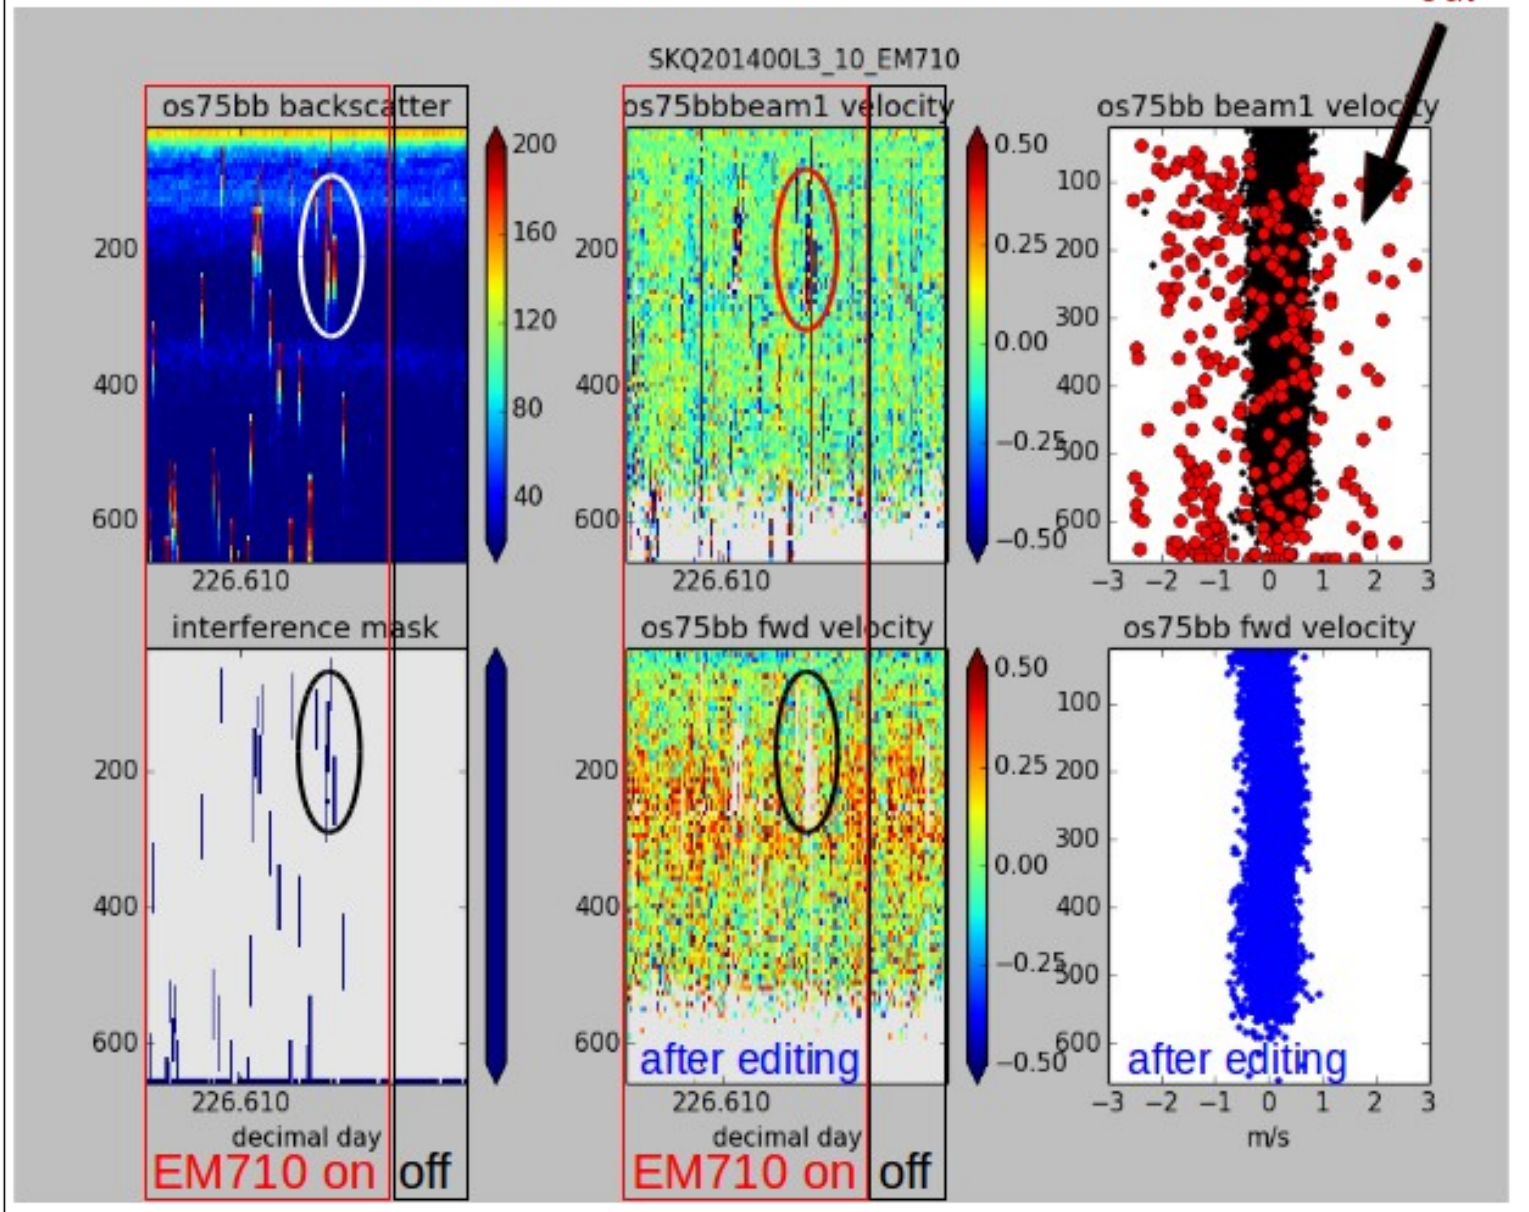 SKQ201400L3_10_EM710
os75bb backscatter
200
400
600
226.610
200
160
120
80
40
os75bbbeam1 velocity
200
400
600
226.610
0.50
0.25
0.00
−0.25
−0.50
os75bb beam1 velocity
100
200
300
400
500
600
−3 −2 −1 0 1 2 3
interference mask
200
400
600
226.610
decimal day
EM710 on off
os75bb fwd velocity
200
400
600
after editing
226.610
decimal day
EM710 on off
0.50
0.25
0.00
−0.25
−0.50
os75bb fwd velocity
100
200
300
400
500
600
after editing
−3 −2 −1 0 1 2 3
m/s